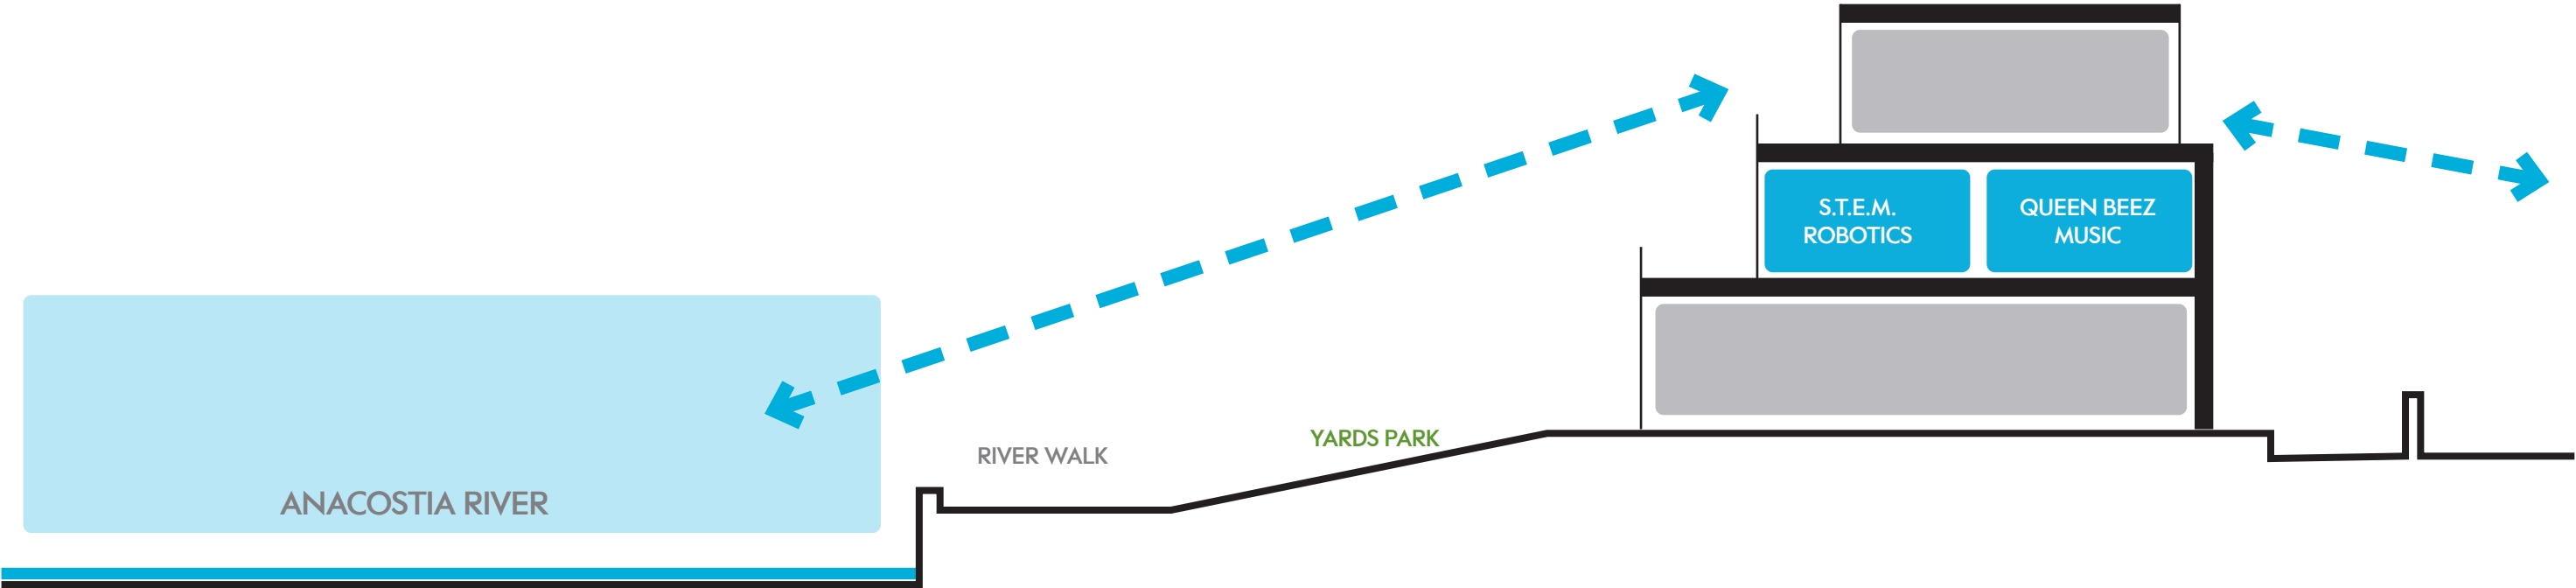 S.T.E.M.
ROBOTICS
QUEEN BEEZ
MUSIC
YARDS PARK
RIVER WALK
ANACOSTIA RIVER